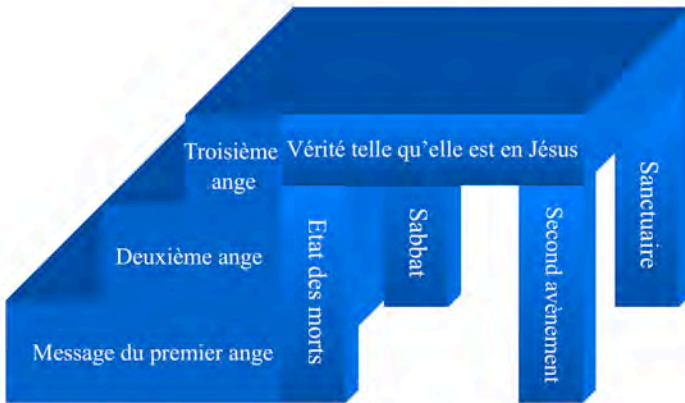 Troisième
ange
Vérité telle qu’elle est en Jésus
Deuxième ange
Message du premier ange
Etat des morts
Sabbat
Second avènement
Sanctuaire